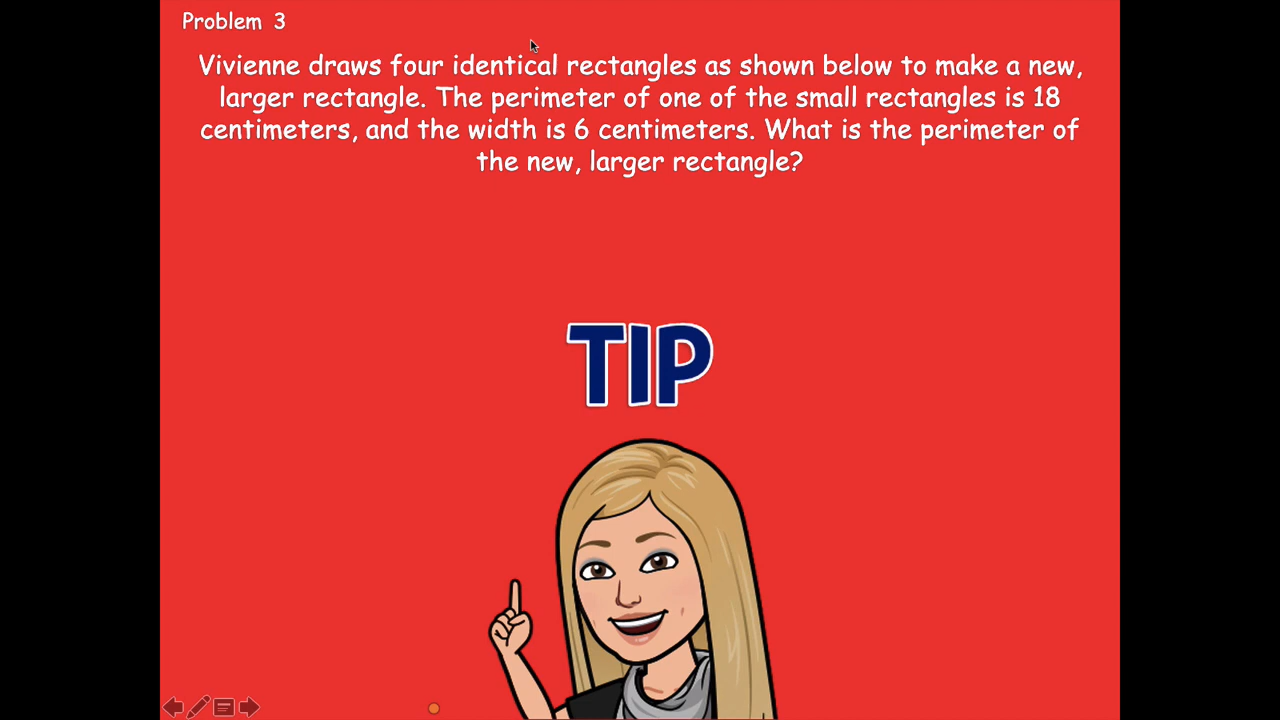 Problem 3
Vivienne draws four identical rectangles as shown below to make a new,
larger rectangle. The perimeter of one of the small rectangles is 18
centimeters, and the width is 6 centimeters. What is the perimeter of
the new, larger rectangle?
TIP